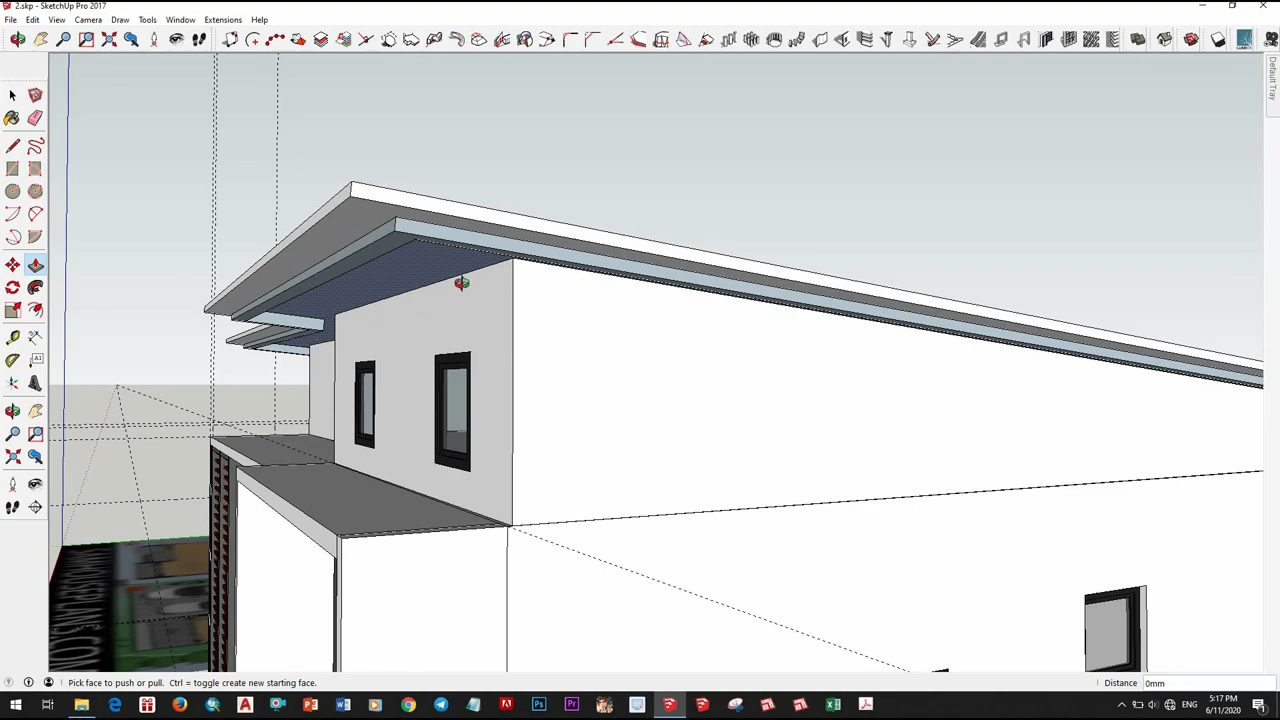 2.skp - SketchUp Pro 2017
File Edit View Camera Draw Tools Window Extensions Help
Default Tray
Pick face to push or pull. Ctrl = toggle create new starting face.
Distance 0mm
ENG
5:17 PM
6/11/2020